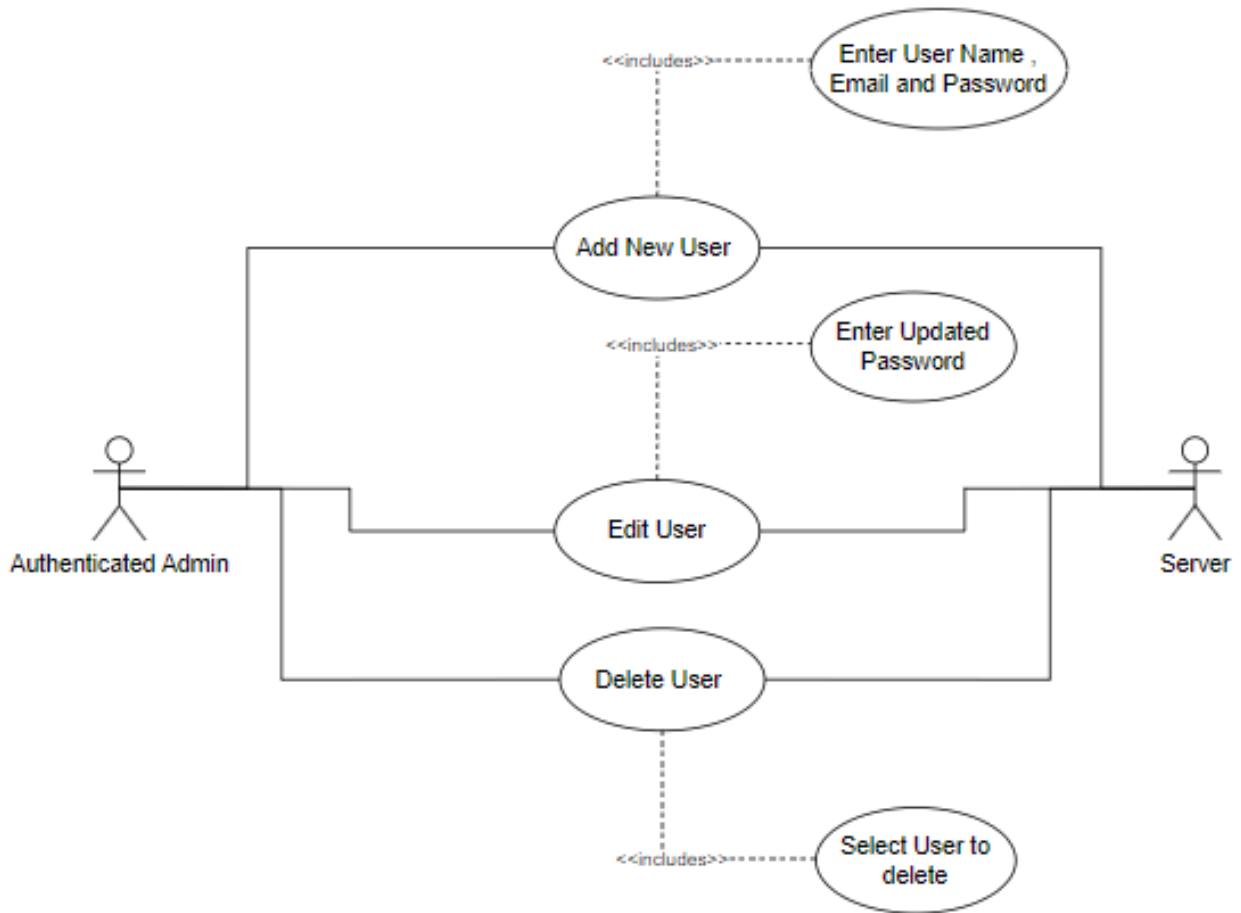 <<includes>>
Enter User Name ,
Email and Password
Add New User
<<includes>>
Enter Updated
Password
Edit User
Authenticated Admin
Server
Delete User
<<includes>>
Select User to
delete